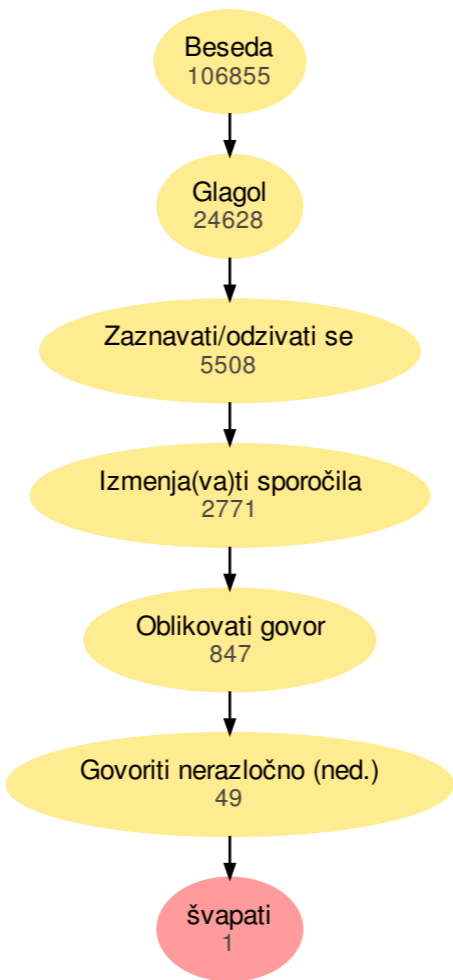 Beseda
106855
Glagol
24628
Zaznavati/odzivati se
5508
Izmenja(va)ti sporočila
2771
Oblikovati govor
847
Govoriti nerazločno (ned.)
49
švapati
1